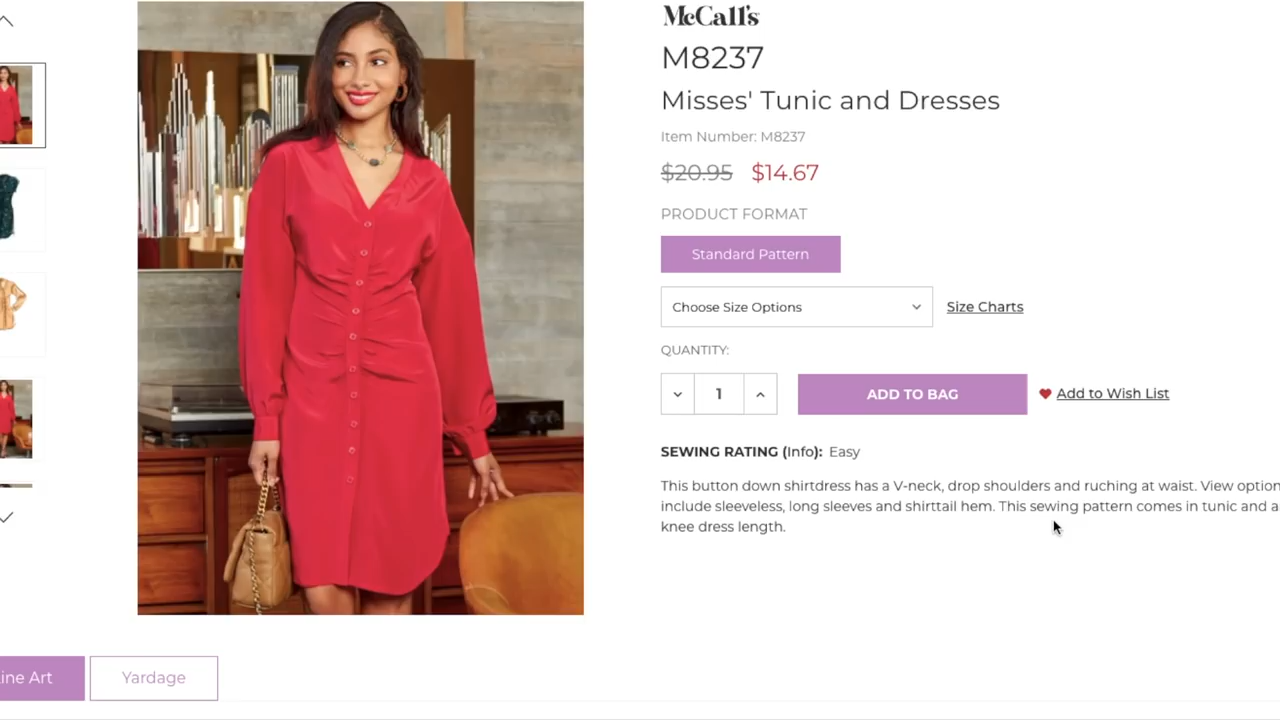 McCall's
M8237
Misses' Tunic and Dresses
Item Number: M8237
$20.95 $14.67
PRODUCT FORMAT
Standard Pattern
Choose Size Options Size Charts
QUANTITY:
1 ADD TO BAG Add to Wish List
SEWING RATING (Info): Easy
This button down shirtdress has a V-neck, drop shoulders and ruching at waist. View option
include sleeveless, long sleeves and shirttail hem. This sewing pattern comes in tunic and a
knee dress length.
ine Art Yardage